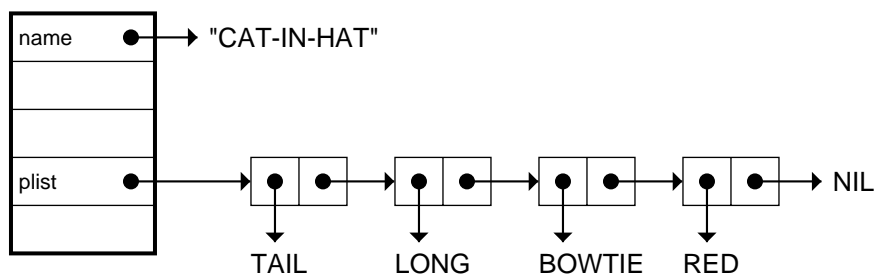 name "CAT-IN-HAT"
plist NIL
TAIL LONG BOWTIE RED